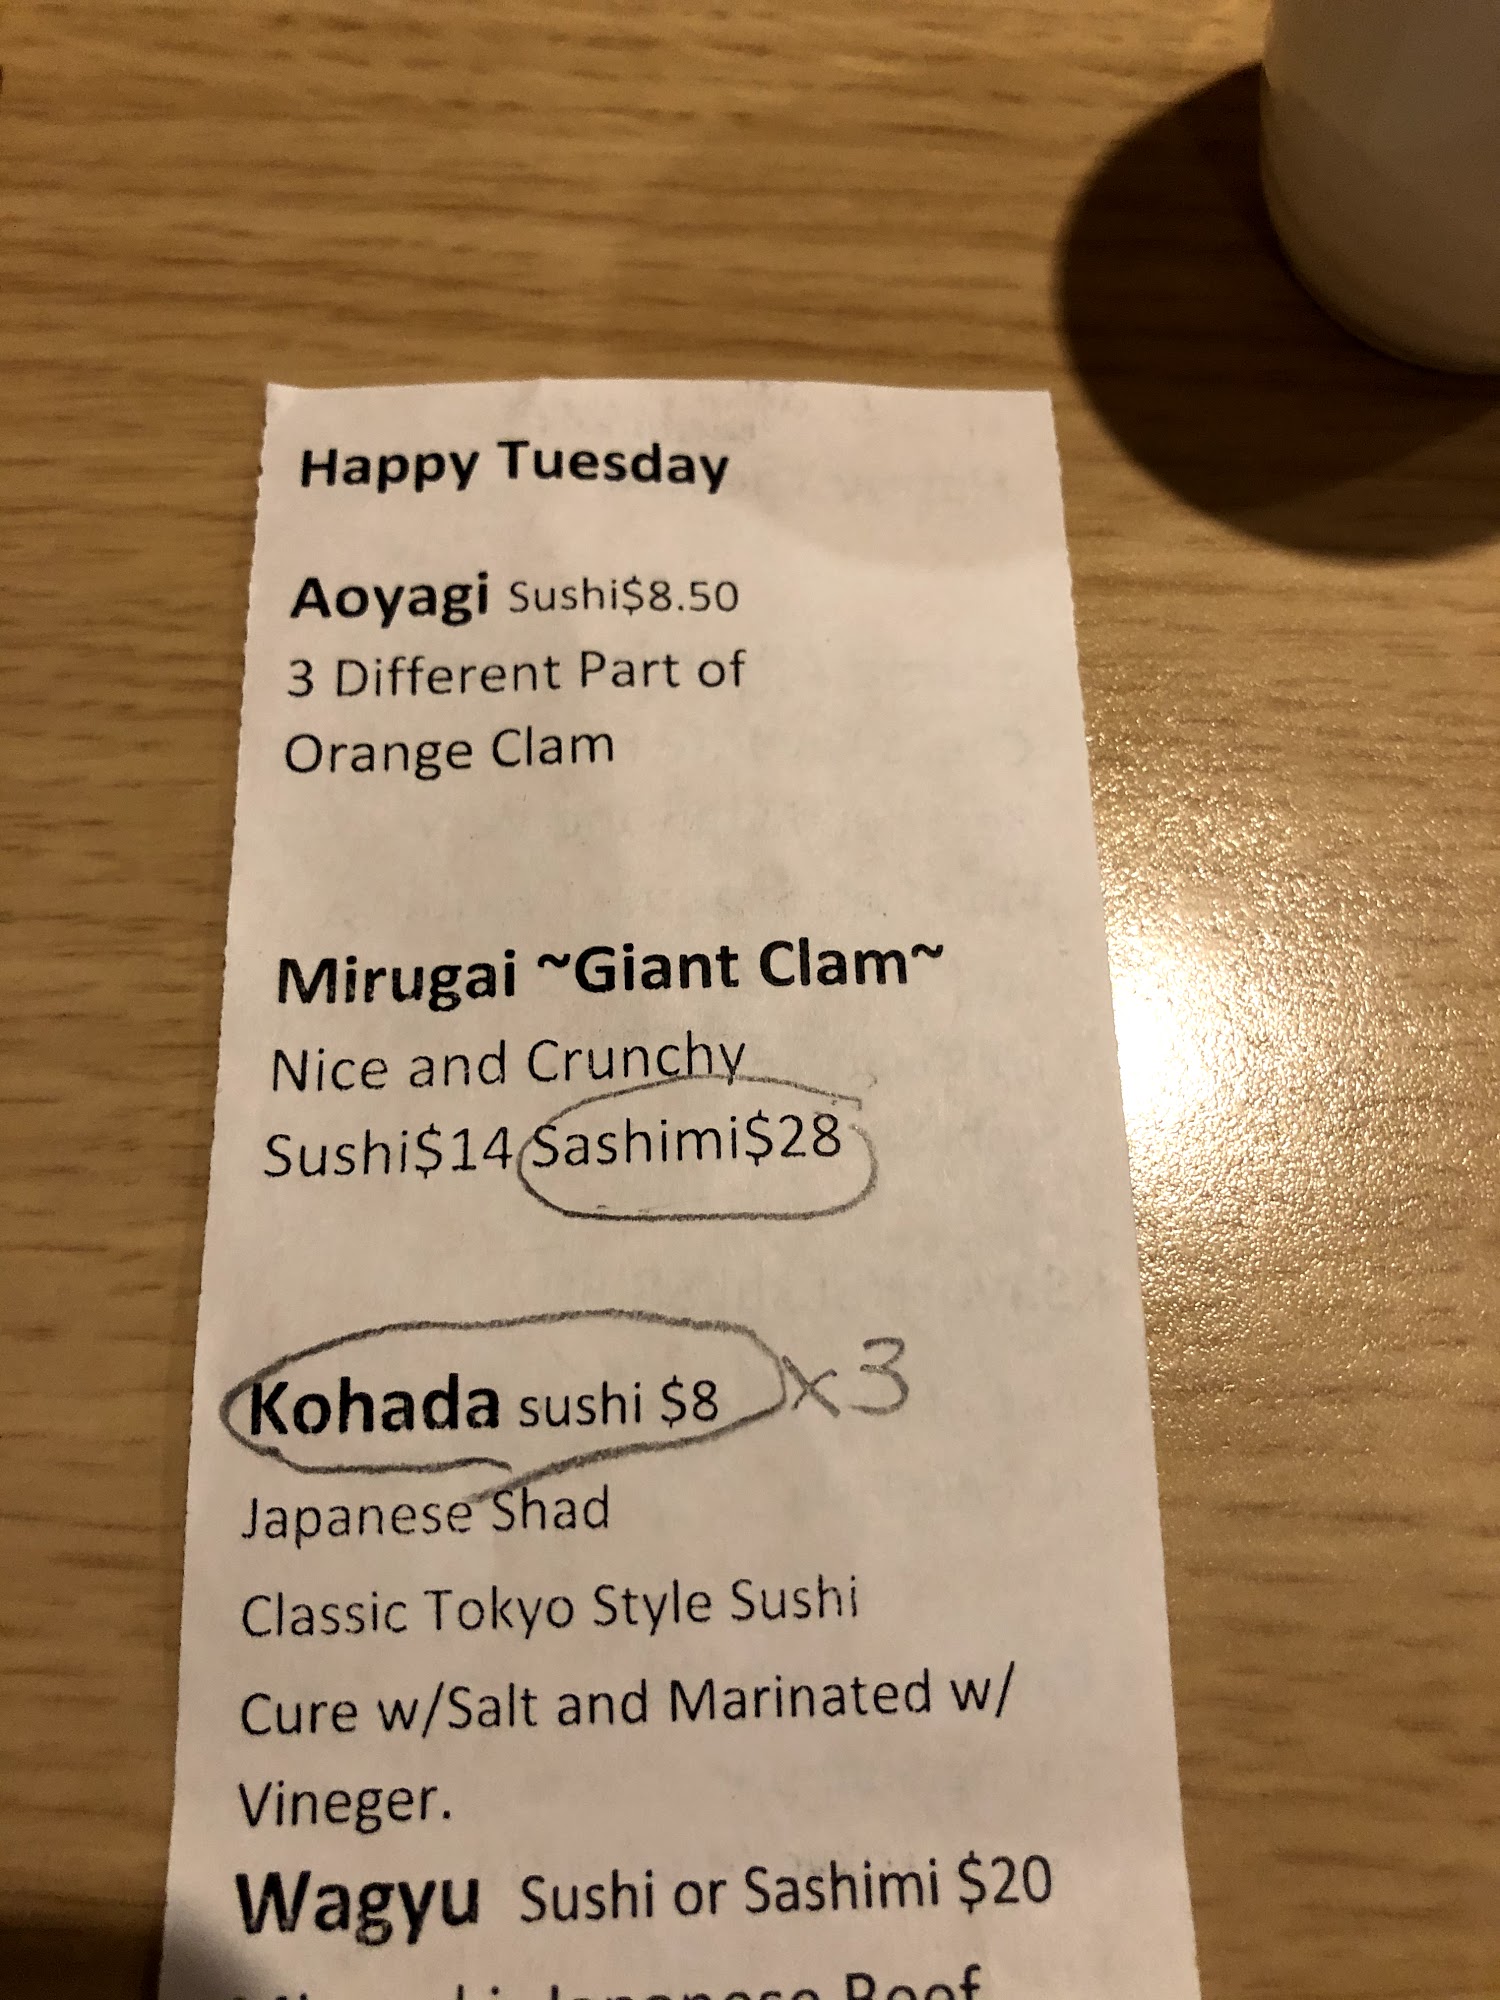 Happy Tuesday
Aoyagi Sushi$8.50
3 Different Part of
Orange Clam
Mirugai ~Giant Clam~
Nice and Crunchy
Sushi$14 Sashimi$28
Kohada sushi $8 x3
Japanese Shad
Classic Tokyo Style Sushi
Cure w/Salt and Marinated w/
Vineger.
Wagyu Sushi or Sashimi $20
Japanese Beef